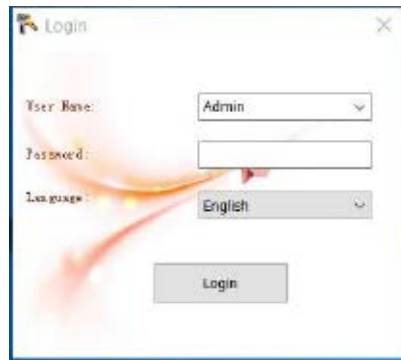 Login
User Name: Admin
Password:
Language: English
Login